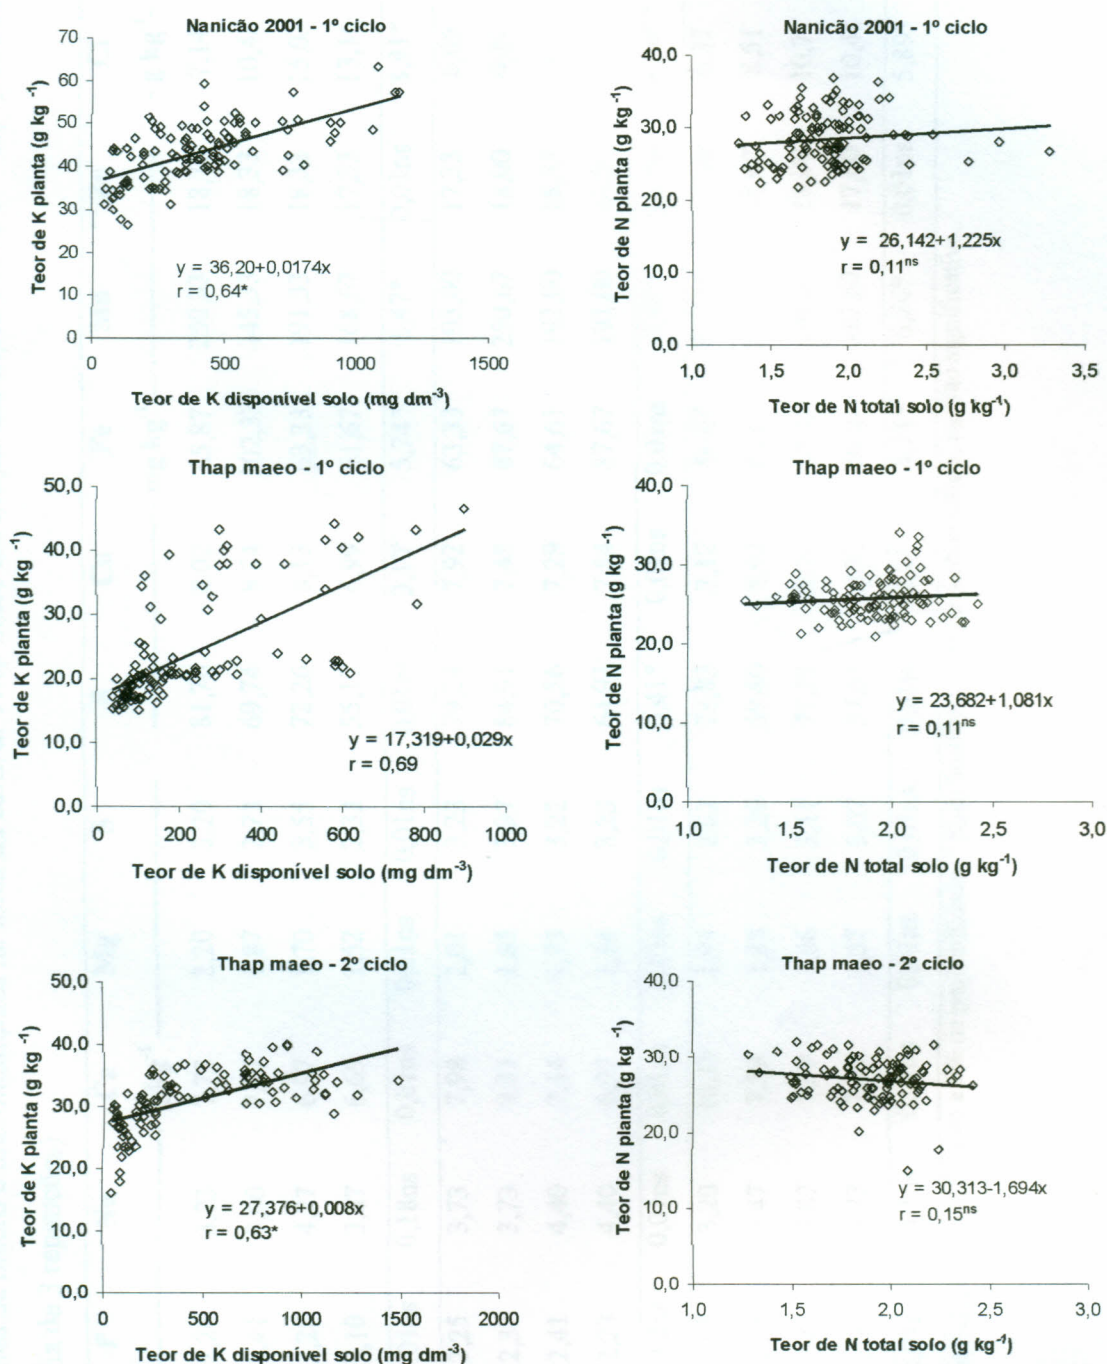 Nanicão 2001 - 1º ciclo
Teor de K planta (g kg -1)
70
60
50
40
30
20
10
0
y = 36,20+0,0174x
r = 0,64*
0 500 1000 1500
Teor de K disponível solo (mg dm-3)
Nanicão 2001 - 1º ciclo
Teor de N planta (g kg -1)
40,0
30,0
20,0
10,0
0,0
y = 26,142+1,225x
r = 0,11ns
1,0 1,5 2,0 2,5 3,0 3,5
Teor de N total solo (g kg-1)
Thap maeo - 1º ciclo
Teor de K planta (g kg -1)
50,0
40,0
30,0
20,0
10,0
0,0
y = 17,319+0,029x
r = 0,69
0 200 400 600 800 1000
Teor de K disponível solo (mg dm-3)
Thap maeo - 1º ciclo
Teor de N planta (g kg -1)
40,0
30,0
20,0
10,0
0,0
y = 23,682+1,081x
r = 0,11ns
1,0 1,5 2,0 2,5 3,0
Teor de N total solo (g kg-1)
Thap maeo - 2º ciclo
Teor de K planta (g kg -1)
50,0
40,0
30,0
20,0
10,0
0,0
y = 27,376+0,008x
r = 0,63*
0 500 1000 1500 2000
Teor de K disponível solo (mg dm-3)
Thap maeo - 2º ciclo
Teor de N planta (g kg -1)
40,0
30,0
20,0
10,0
0,0
y = 30,313-1,694x
r = 0,15ns
1,0 1,5 2,0 2,5 3,0
Teor de N total solo (g kg-1)